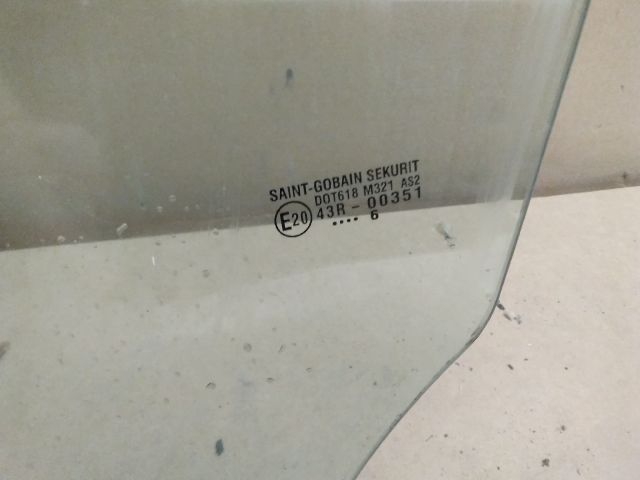 SAINT-GOBAIN SEKURIT
DOT618 M321 AS2
E20 43R - 00351
.... 6